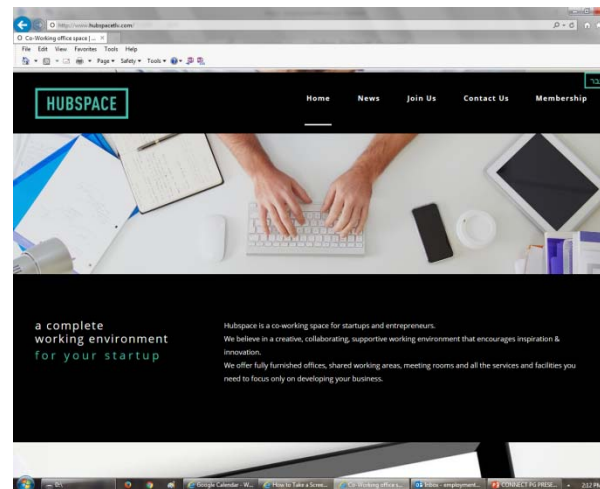 http://www.hubspacetlv.com/
Co-Working office space | ...
File Edit View Favorites Tools Help
Page Safety Tools
HUBSPACE
Home News Join Us Contact Us Membership
a complete
working environment
for your startup
Hubspace is a co-working space for startups and entrepreneurs.
We believe in a creative, collaborating, supportive working environment that encourages inspiration &
innovation.
We offer fully furnished offices, shared working areas, meeting rooms and all the services and facilities you
need to focus only on developing your business.
D:\
Google Calendar - W...
How to Take a Scree...
Co-Working office s...
Inbox - employment...
CONNECT PG PRESE...
2:12 PM